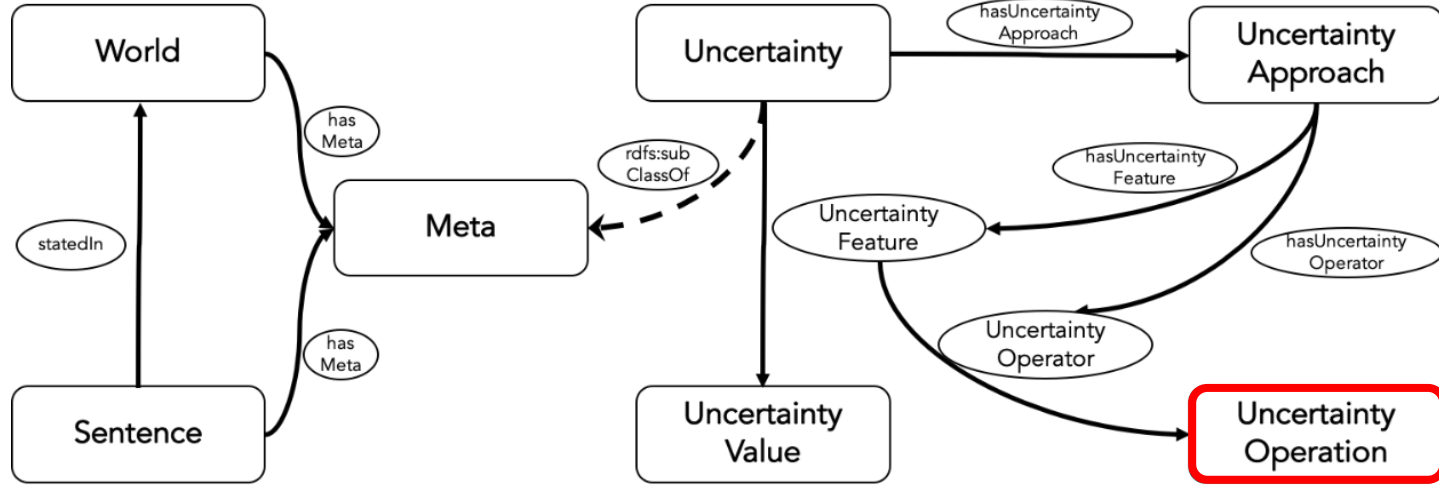 World
Uncertainty
hasUncertainty
Approach
Uncertainty
Approach
has
Meta
rdfs:sub
ClassOf
hasUncertainty
Feature
Meta
Uncertainty
Feature
statedIn
hasUncertainty
Operator
has
Meta
Uncertainty
Operator
Sentence
Uncertainty
Value
Uncertainty
Operation